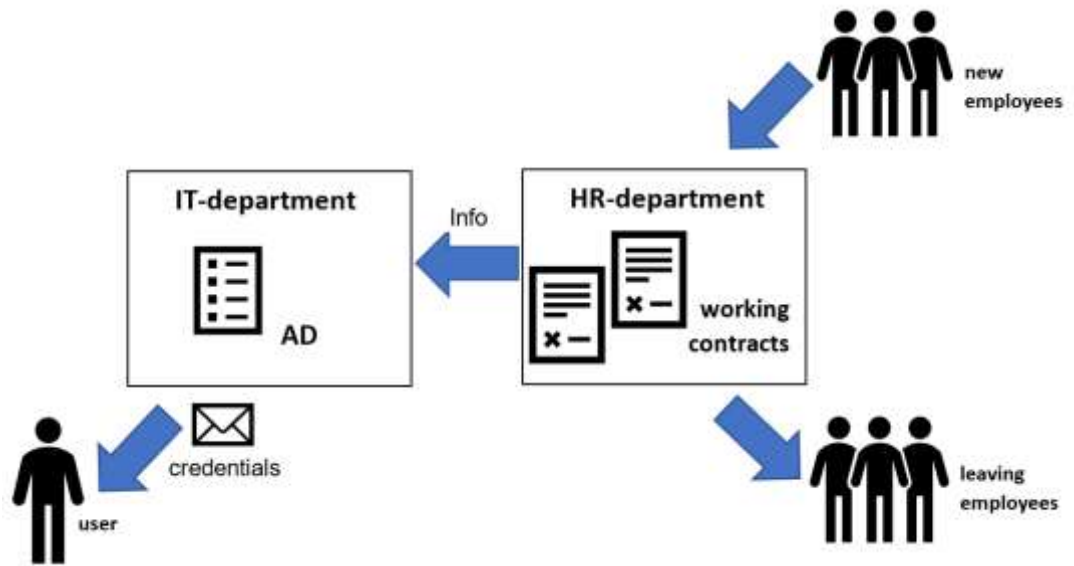 new
employees
IT-department
HR-department
Info
AD
working
contracts
credentials
user
leaving
employees